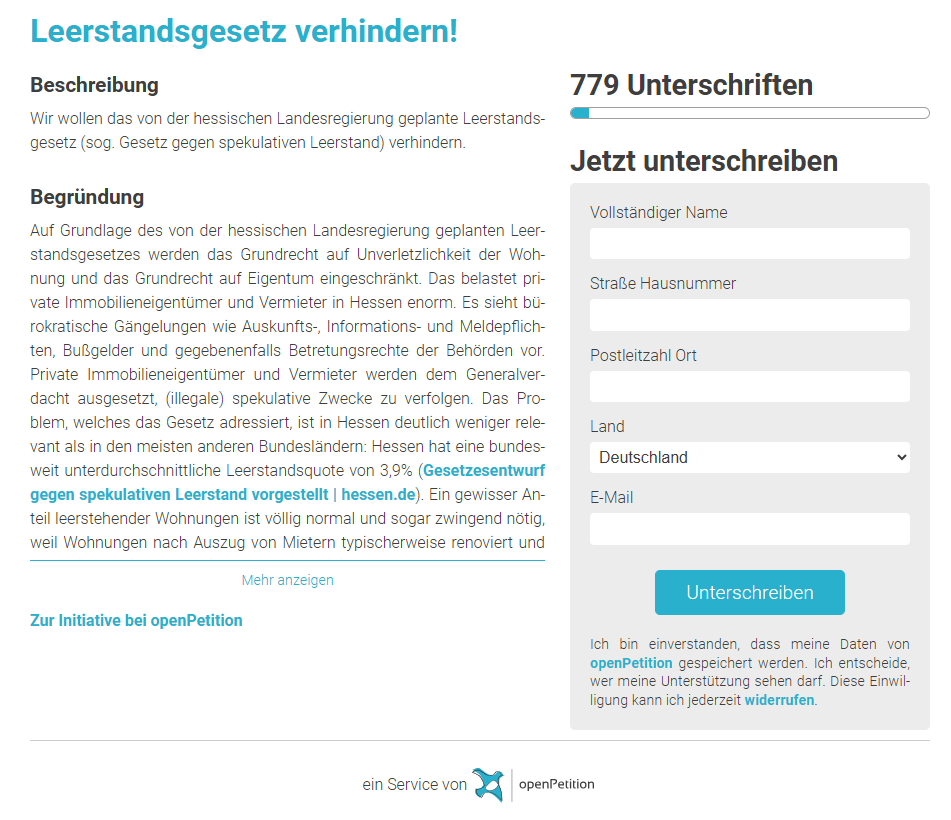 Leerstandsgesetz verhindern!
Beschreibung
Wir wollen das von der hessischen Landesregierung geplante Leerstands-
gesetz (sog. Gesetz gegen spekulativen Leerstand) verhindern.
Begründung
Auf Grundlage des von der hessischen Landesregierung geplanten Leer-
standsgesetzes werden das Grundrecht auf Unverletzlichkeit der Woh-
nung und das Grundrecht auf Eigentum eingeschränkt. Das belastet pri-
vate Immobilieneigentümer und Vermieter in Hessen enorm. Es sieht bü-
rokratische Gängelungen wie Auskunfts-, Informations- und Meldepflich-
ten, Bußgelder und gegebenenfalls Betretungsrechte der Behörden vor.
Private Immobilieneigentümer und Vermieter werden dem Generalver-
dacht ausgesetzt, (illegale) spekulative Zwecke zu verfolgen. Das Pro-
blem, welches das Gesetz adressiert, ist in Hessen deutlich weniger rele-
vant als in den meisten anderen Bundesländern: Hessen hat eine bundes-
weit unterdurchschnittliche Leerstandsquote von 3,9% (Gesetzesentwurf
gegen spekulativen Leerstand vorgestellt | hessen.de). Ein gewisser An-
teil leerstehender Wohnungen ist völlig normal und sogar zwingend nötig,
weil Wohnungen nach Auszug von Mietern typischerweise renoviert und
Mehr anzeigen
Zur Initiative bei openPetition
779 Unterschriften
Jetzt unterschreiben
Vollständiger Name
Straße Hausnummer
Postleitzahl Ort
Land
Deutschland
E-Mail
Unterschreiben
Ich bin einverstanden, dass meine Daten von
openPetition gespeichert werden. Ich entscheide,
wer meine Unterstützung sehen darf. Diese Einwil-
ligung kann ich jederzeit widerrufen.
ein Service von openPetition